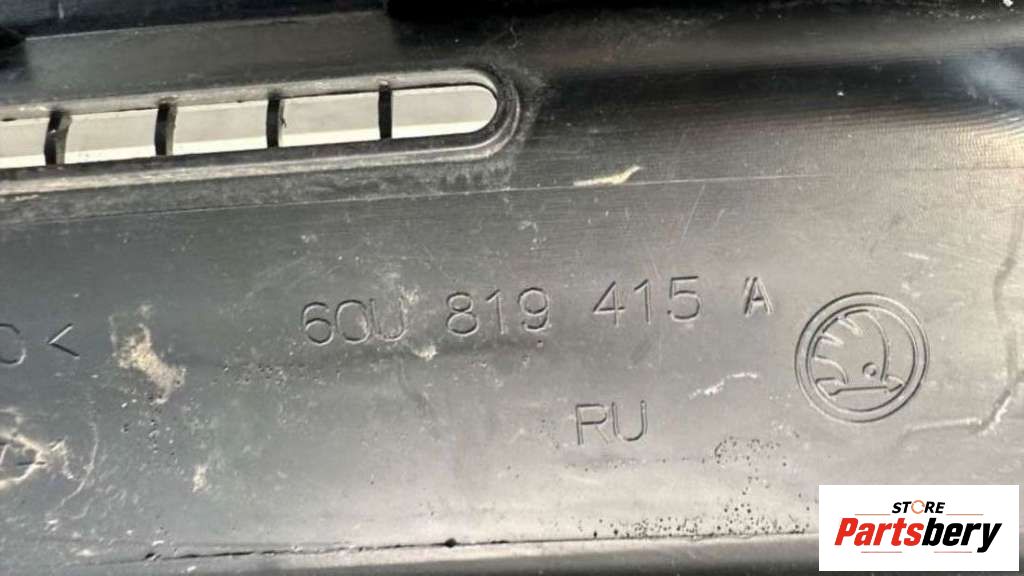 60U 819 415 A
<
RU
STORE
Partsbery